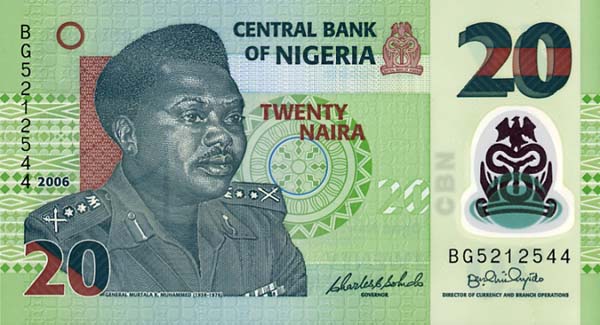 BG5212544
CENTRAL BANK
OF NIGERIA
20
TWENTY
NAIRA
2006
20
CBN
BG5212544
20
GENERAL MURTALA R. MUHAMMED (1938-1976)
GOVERNOR
DIRECTOR OF CURRENCY AND BRANCH OPERATIONS